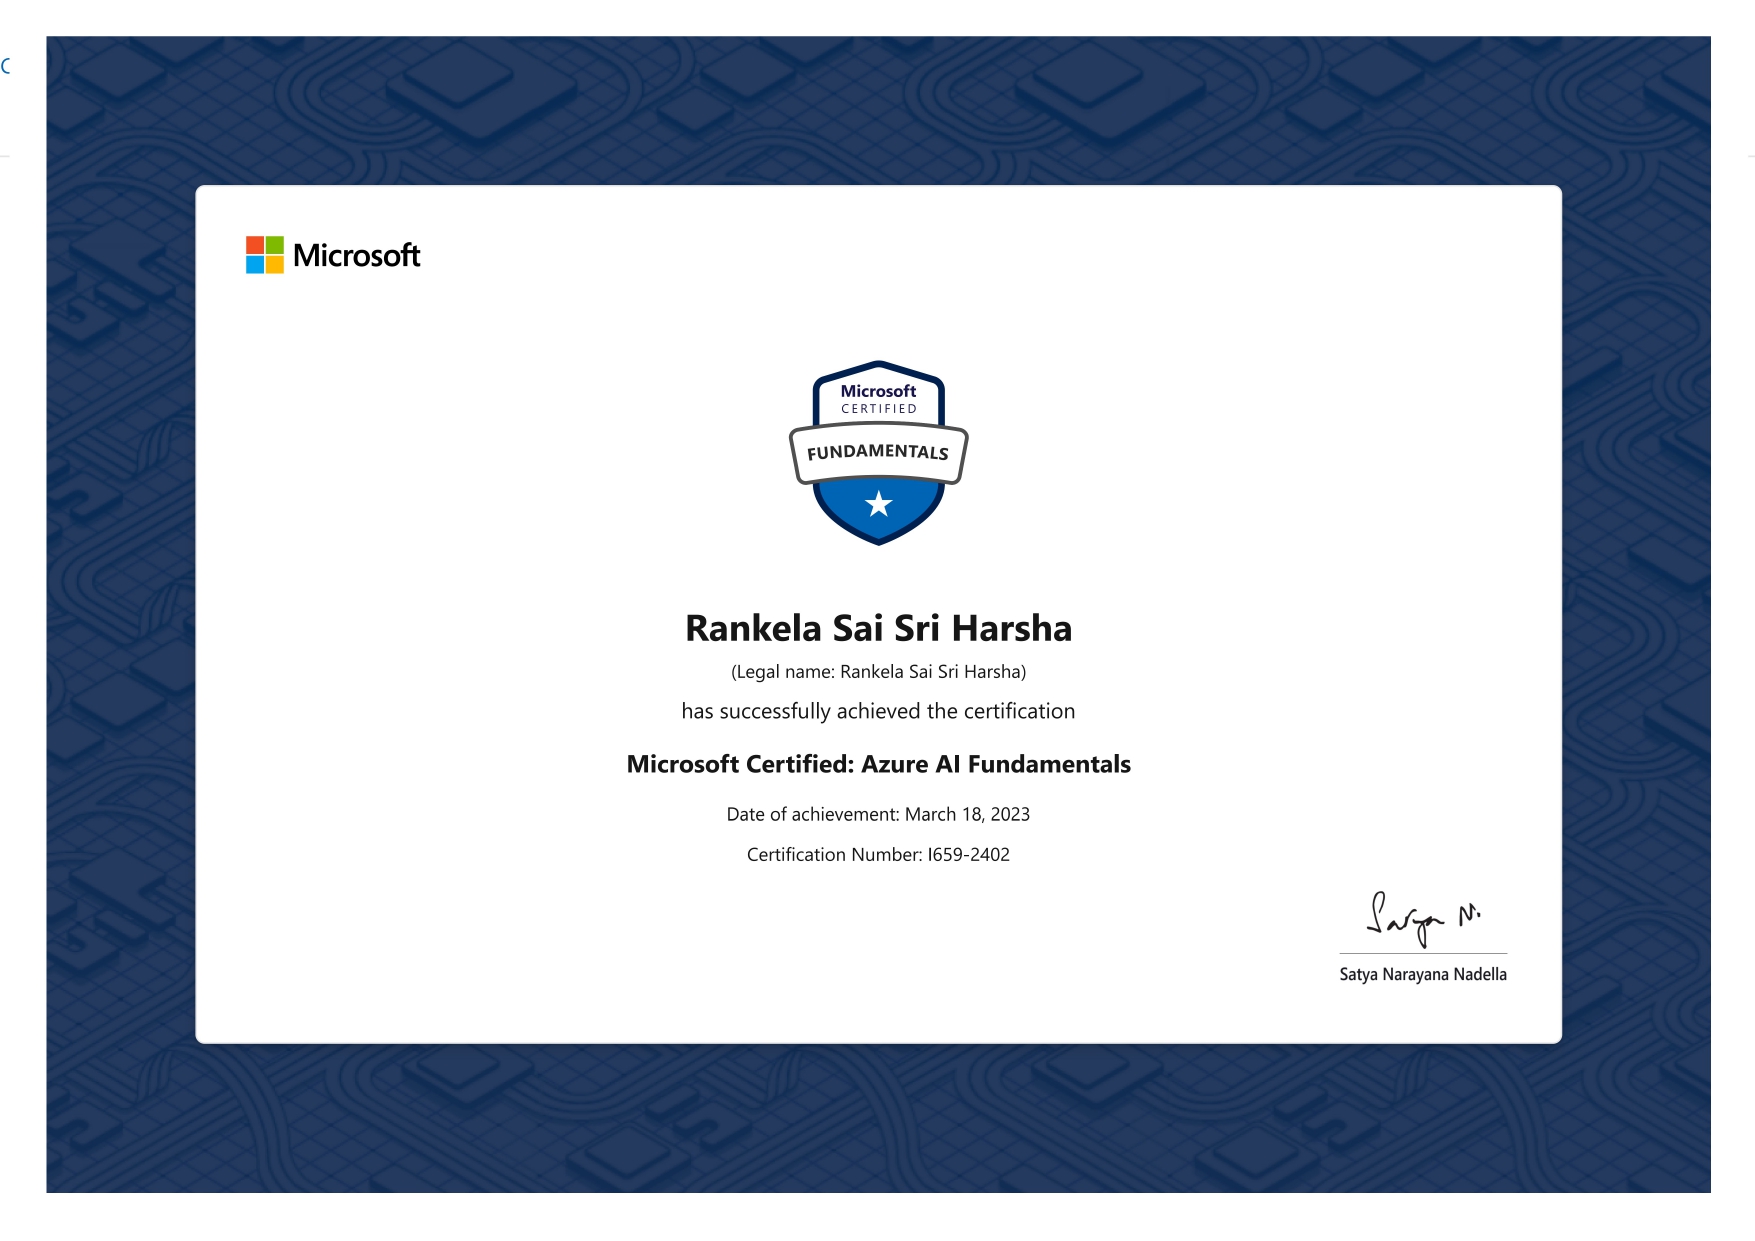 Microsoft
Microsoft
CERTIFIED
FUNDAMENTALS
Rankela Sai Sri Harsha
(Legal name: Rankela Sai Sri Harsha)
has successfully achieved the certification
Microsoft Certified: Azure AI Fundamentals
Date of achievement: March 18, 2023
Certification Number: I659-2402
Satya N.
Satya Narayana Nadella